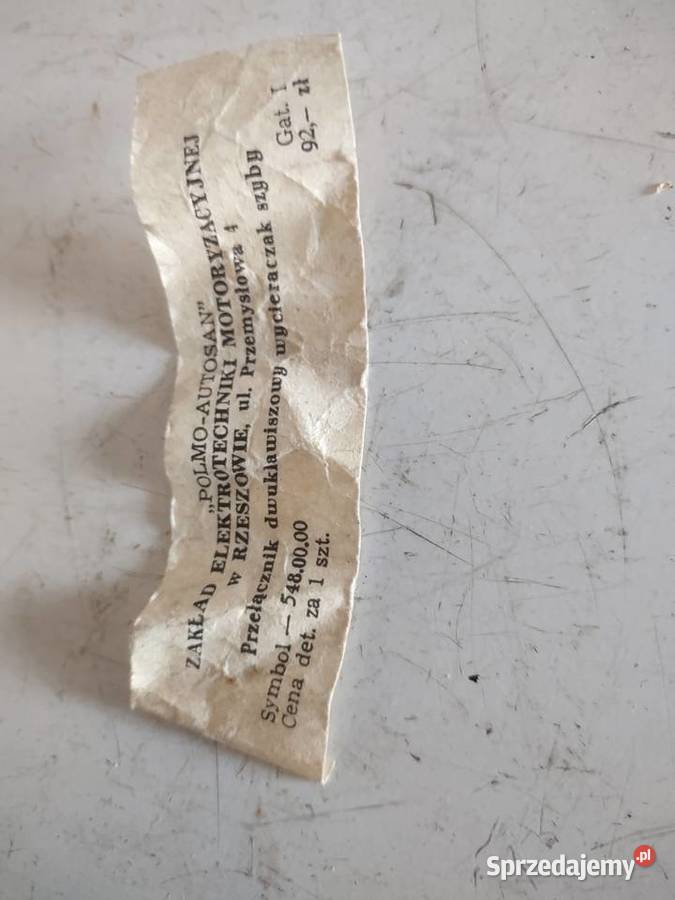 „POLMO-AUTOSAN”
ZAKŁAD ELEKTROTECHNIKI MOTORYZACYJNEJ
w RZESZOWIE, ul. Przemysłowa 4
Przełącznik dwuklawiszowy wycieraczak szyby
Symbol — 548.00.00 Gat. I
Cena det. za 1 szt. 92,— zł
Sprzedajemy.pl